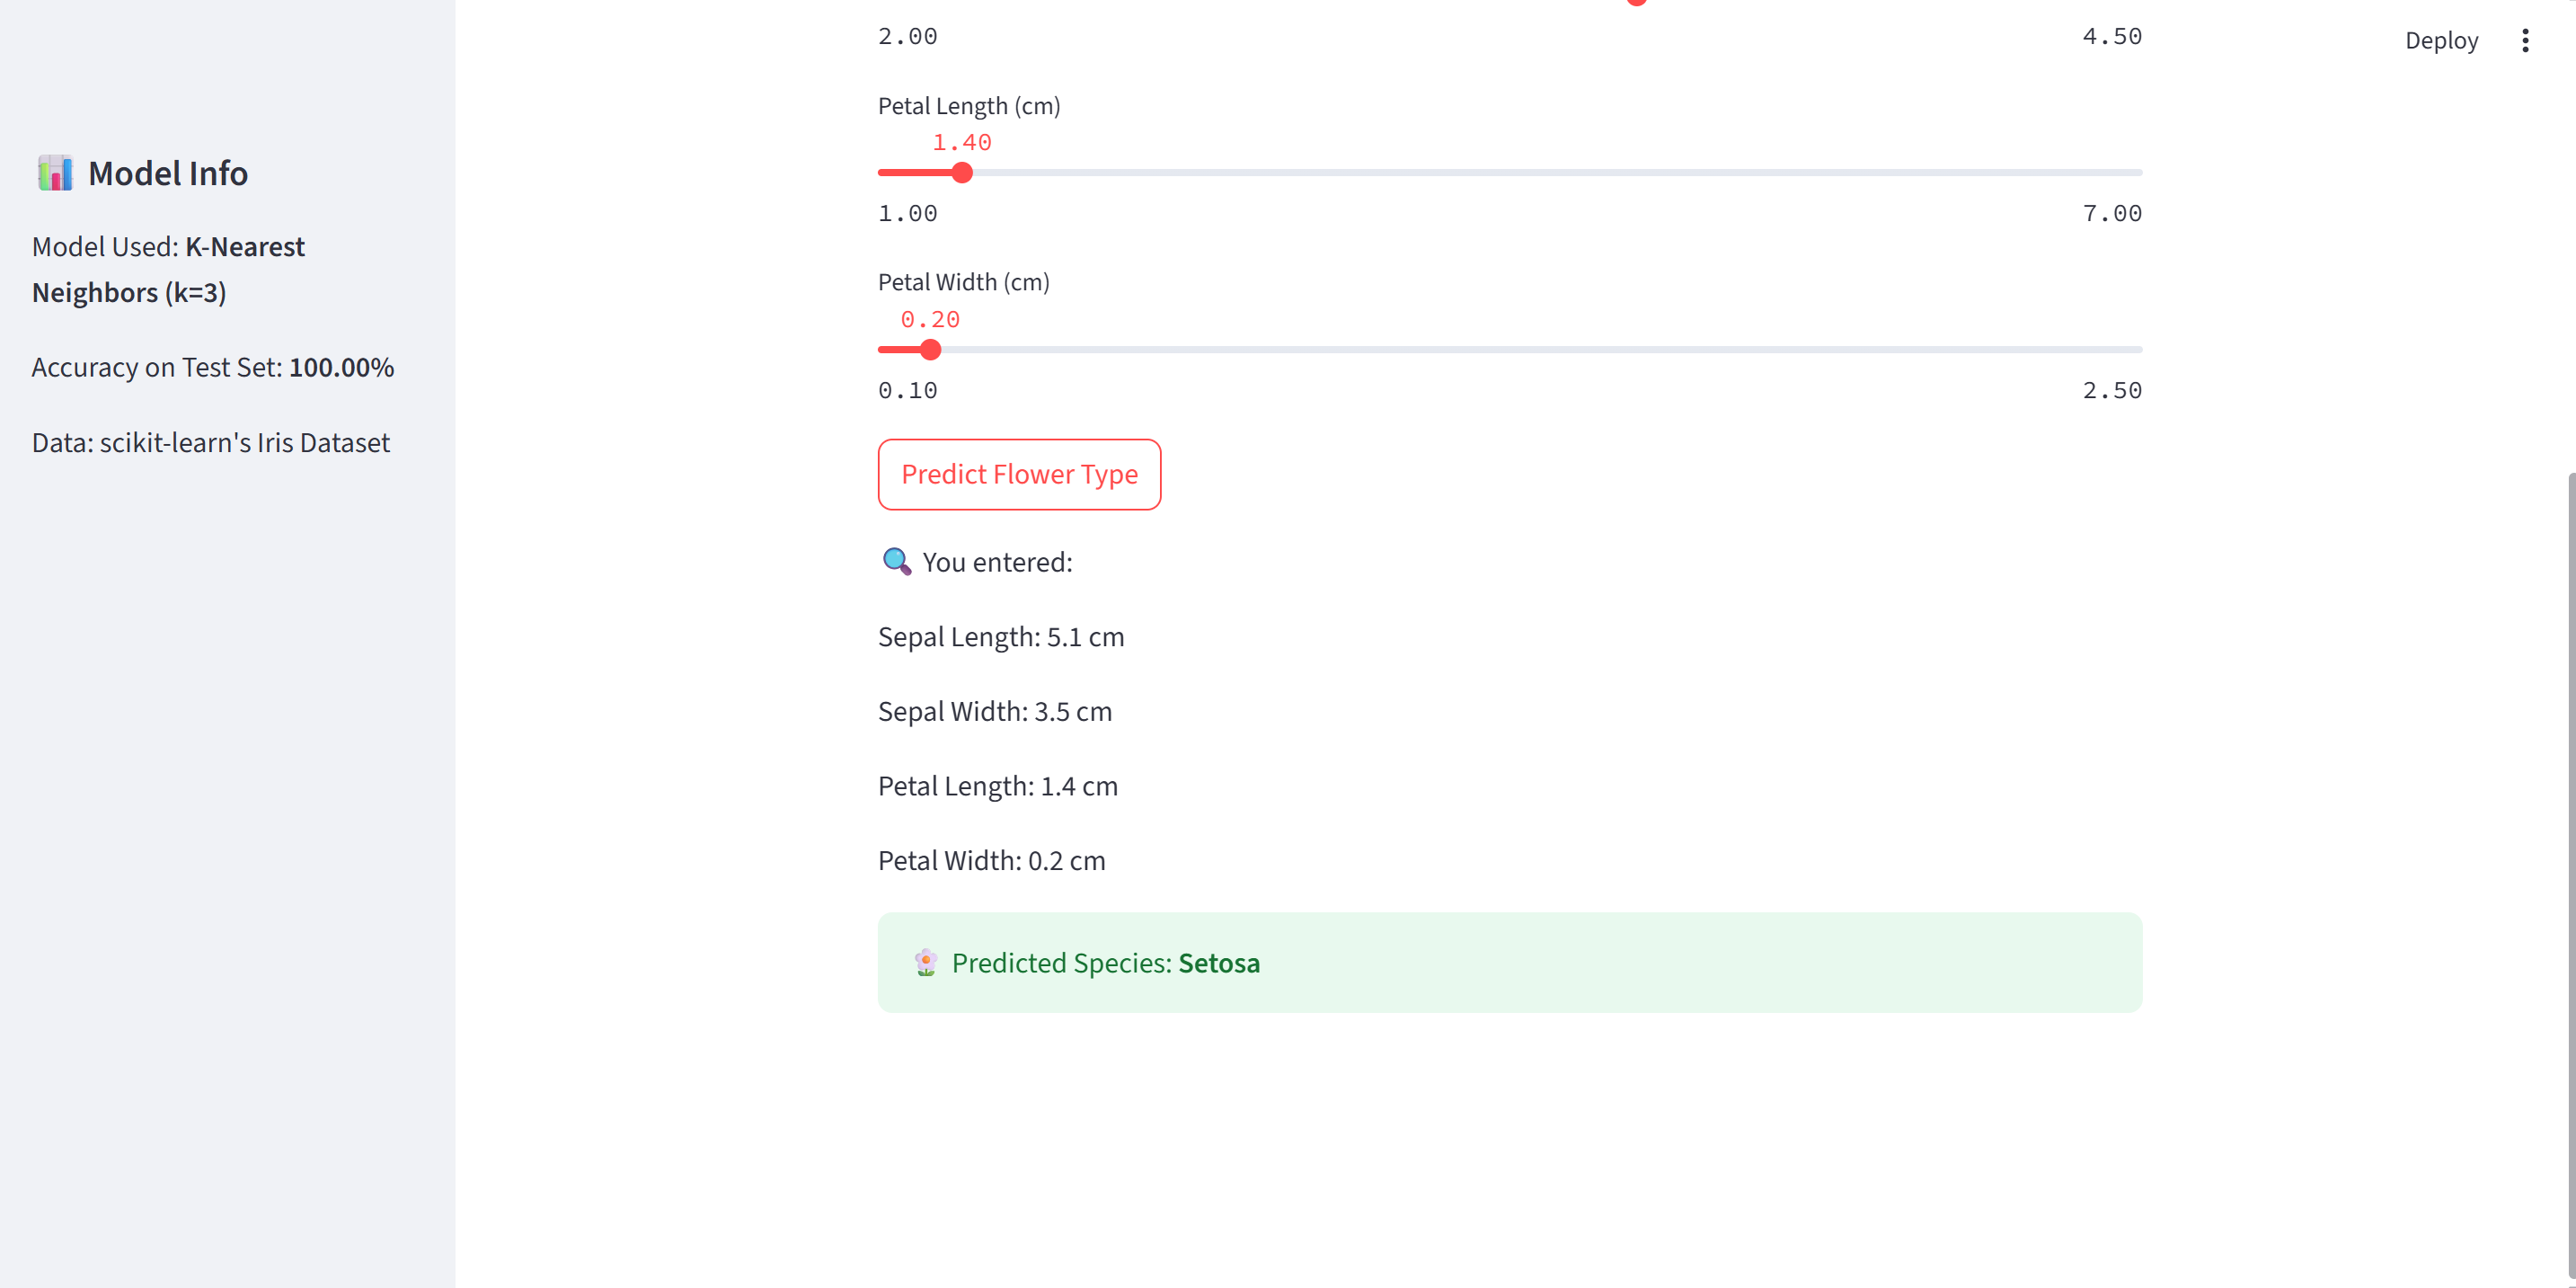 Model Info
Model Used: K-Nearest
Neighbors (k=3)
Accuracy on Test Set: 100.00%
Data: scikit-learn's Iris Dataset
Deploy
2.00 4.50
Petal Length (cm)
1.40
1.00 7.00
Petal Width (cm)
0.20
0.10 2.50
Predict Flower Type
You entered:
Sepal Length: 5.1 cm
Sepal Width: 3.5 cm
Petal Length: 1.4 cm
Petal Width: 0.2 cm
Predicted Species: Setosa